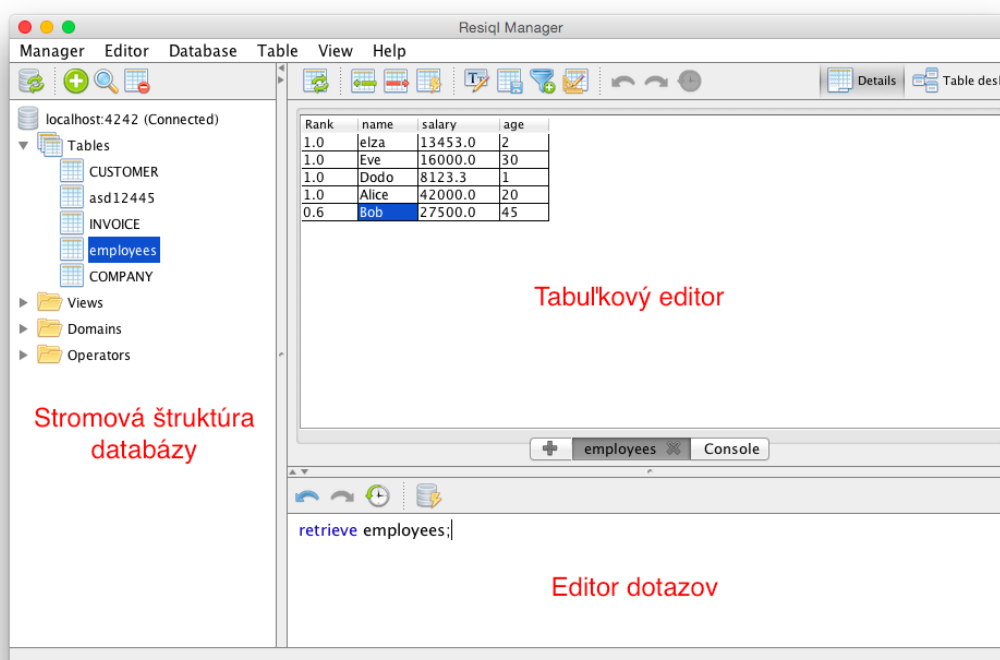 Resiql Manager
Manager Editor Database Table View Help
Details Table des
localhost:4242 (Connected)
Tables
CUSTOMER
asd12445
INVOICE
employees
COMPANY
Views
Domains
Operators
Stromová štruktúra
databázy
Rank name salary age
1.0 elza 13453.0 2
1.0 Eve 16000.0 30
1.0 Dodo 8123.3 1
1.0 Alice 42000.0 20
0.6 Bob 27500.0 45
Tabuľkový editor
employees Console
retrieve employees;
Editor dotazov